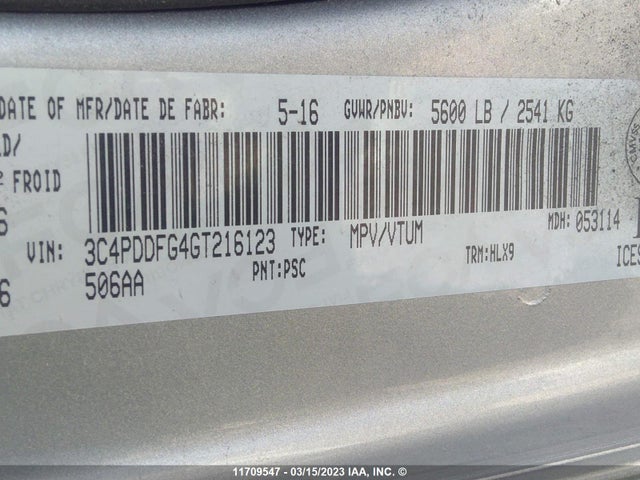 DATE OF MFR/DATE DE FABR: 5-16 GVWR/PNBV: 5600 LB / 2541 KG
FROID
VIN: 3C4PDDFG4GT216123 TYPE: MPV/VTUM MDH: 053114
506AA PNT:PSC TRM:HLX9 ICES
11709547 --- 03/15/2023 IAA, INC. ©